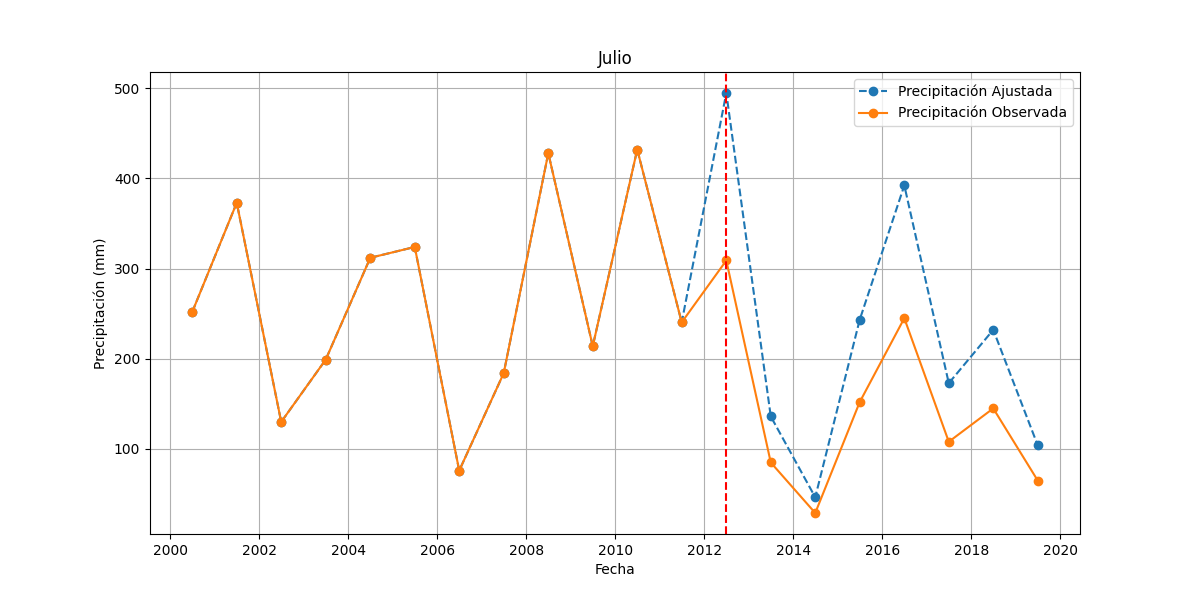 Julio
Precipitación Ajustada
Precipitación Observada
Precipitación (mm)
500
400
300
200
100
2000 2002 2004 2006 2008 2010 2012 2014 2016 2018 2020
Fecha